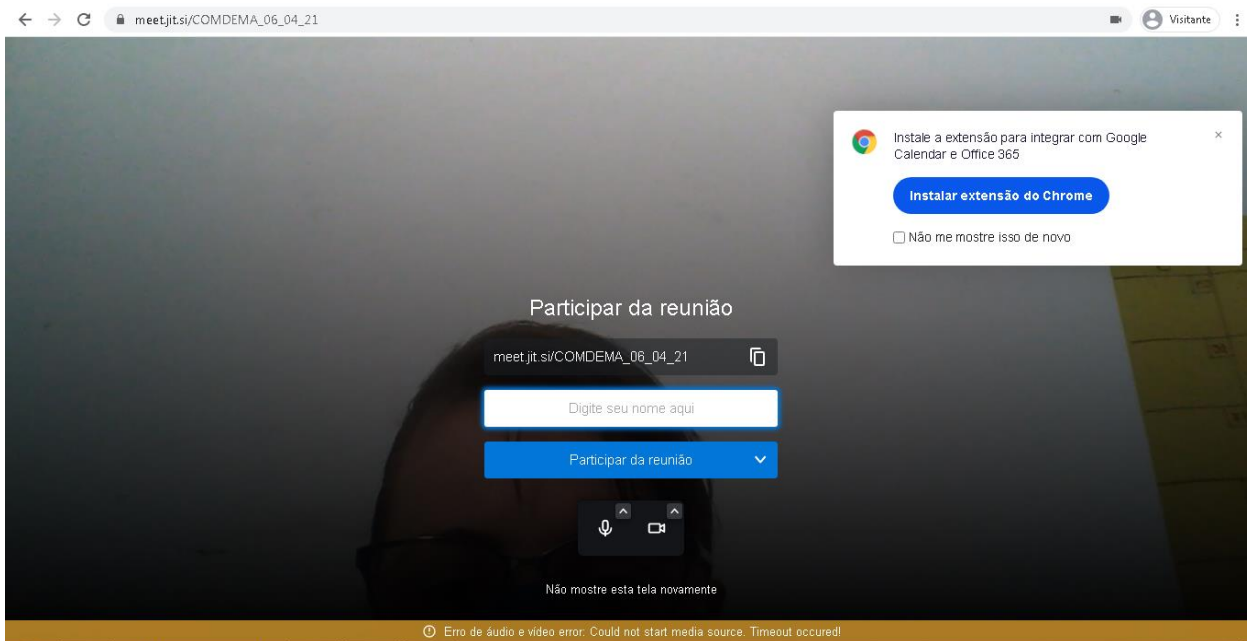 meet.jit.si/COMDEMA_06_04_21
Visitante
Instale a extensão para integrar com Google
Calendar e Office 365
Instalar extensão do Chrome
Não me mostre isso de novo
Participar da reunião
meet.jit.si/COMDEMA_06_04_21
Digite seu nome aqui
Participar da reunião
Não mostre esta tela novamente
Erro de áudio e vídeo error: Could not start media source. Timeout occured!